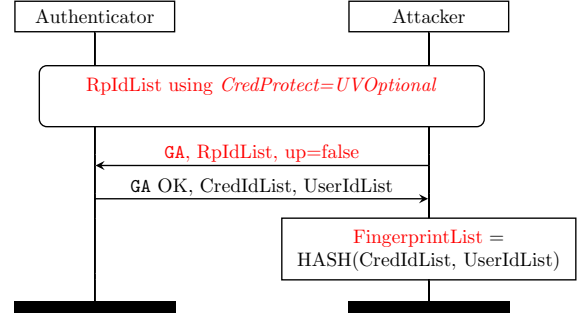 Authenticator
Attacker
RpIdList using CredProtect=UVOptional
GA, RpIdList, up=false
GA OK, CredIdList, UserIdList
FingerprintList =
HASH(CredIdList, UserIdList)